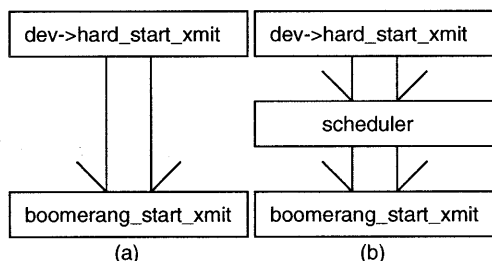 dev->hard_start_xmit
dev->hard_start_xmit
scheduler
boomerang_start_xmit
boomerang_start_xmit
(a)
(b)